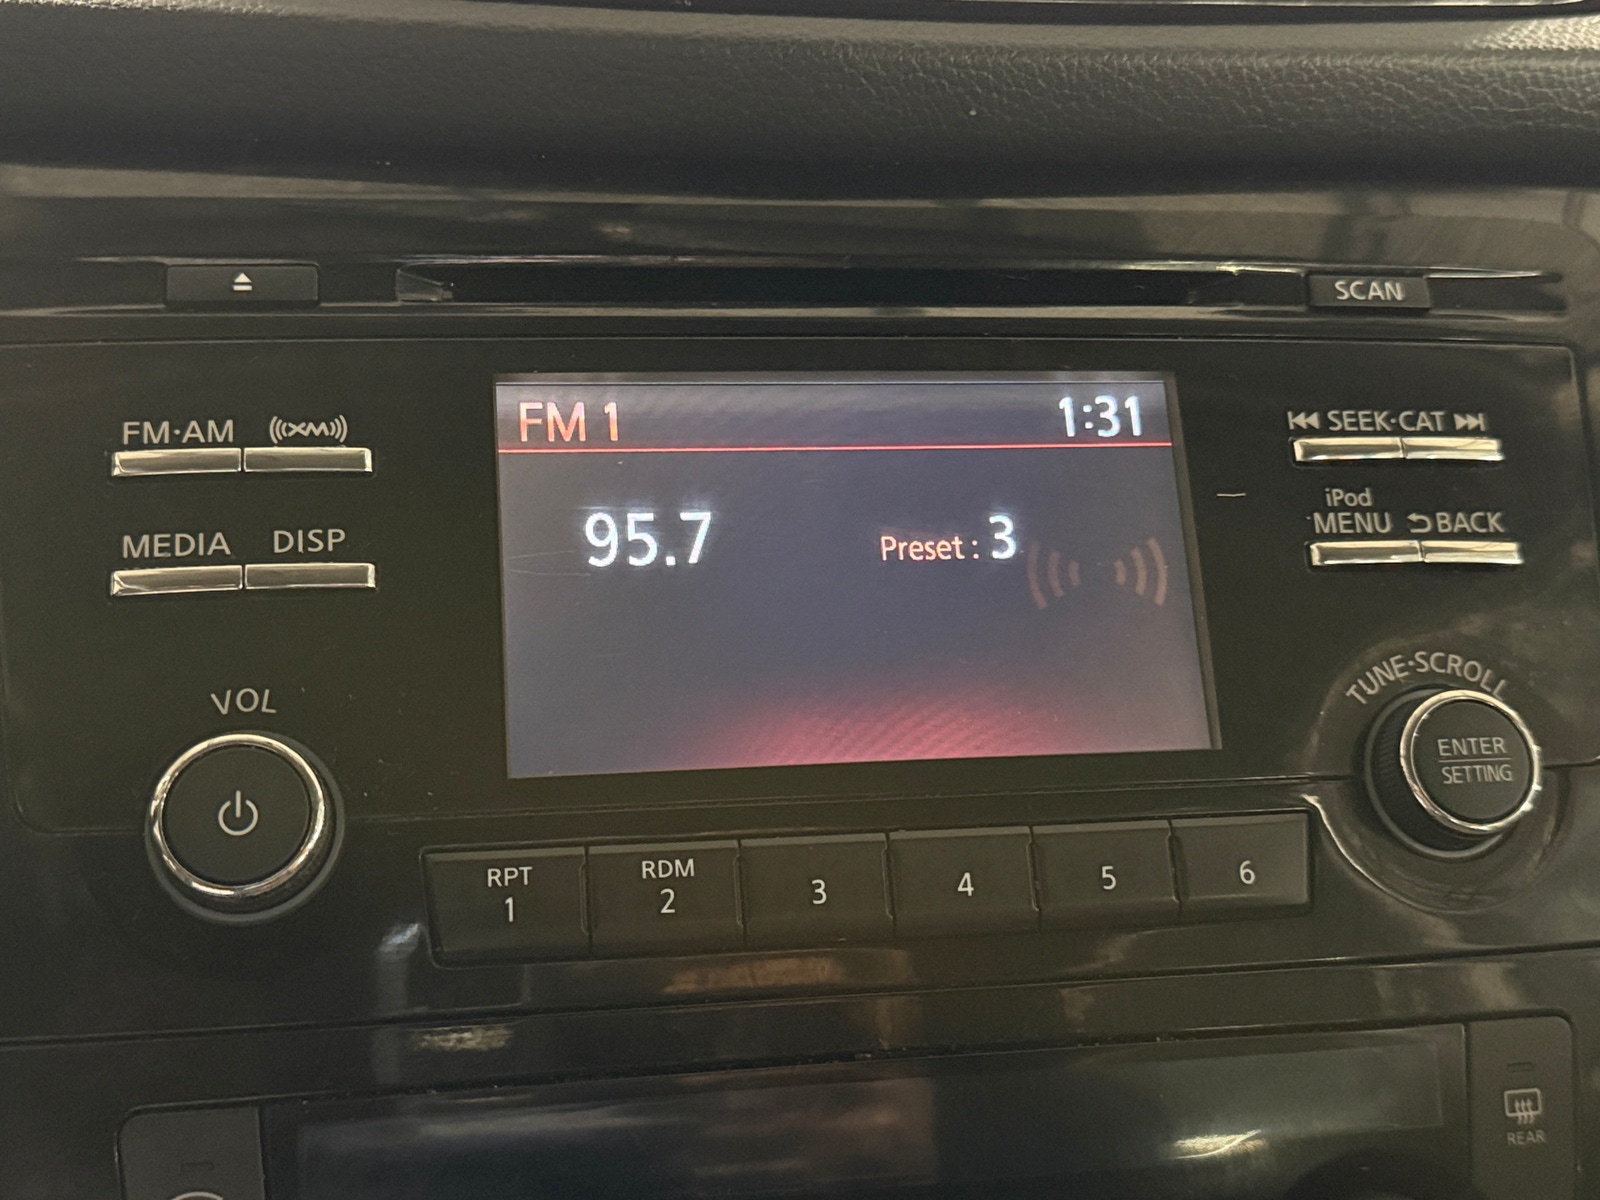 SCAN
FM·AM XM
FM 1 1:31
SEEK·CAT
95.7 Preset : 3
iPod
MENU BACK
MEDIA DISP
VOL
TUNE·SCROLL
ENTER
SETTING
RPT
1
RDM
2
3
4
5
6
REAR